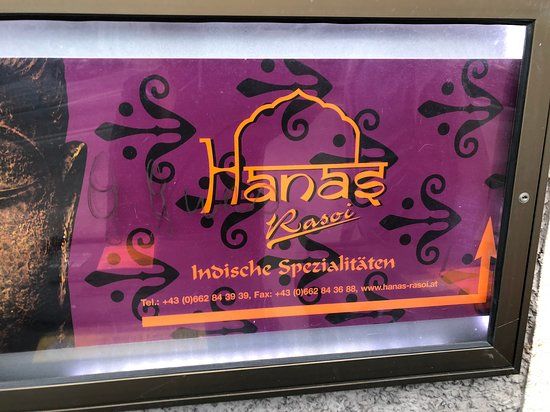 Hanas
Rasoi
Indische Spezialitäten
Tel.: +43 (0)662 84 39 39, Fax: +43 (0)662 84 36 88, www.hanas-rasoi.at